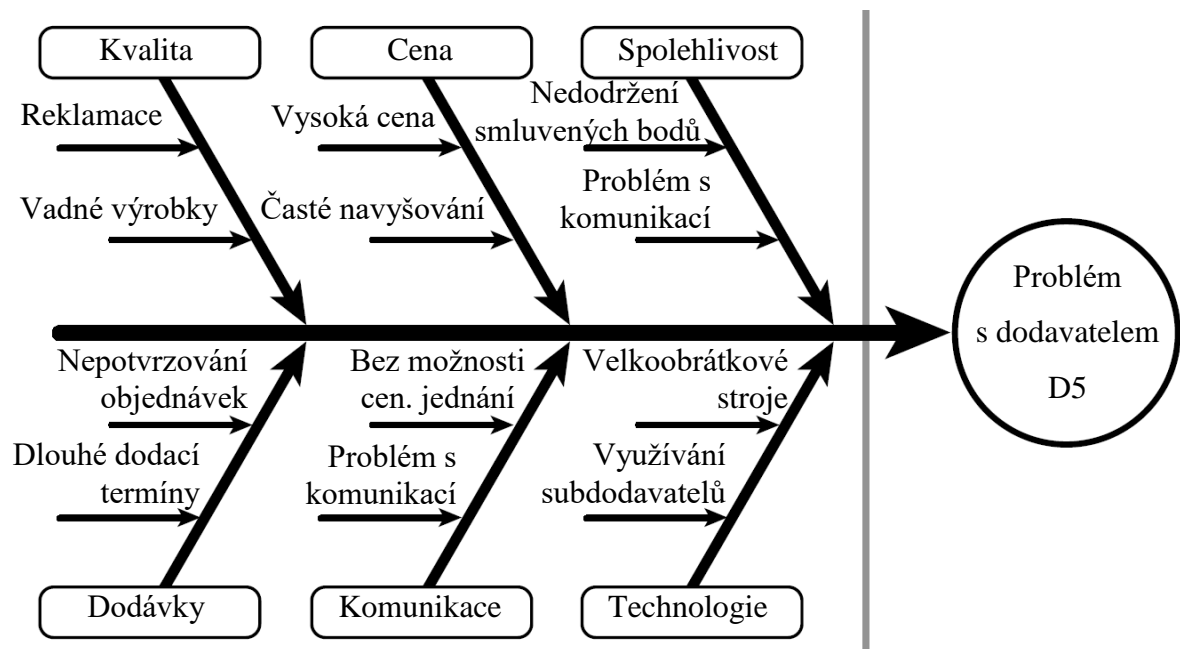 Kvalita
Cena
Spolehlivost
Reklamace
Vysoká cena
Nedodržení
smluvených bodů
Vadné výrobky
Časté navyšování
Problém s
komunikací
Problém
s dodavatelem
D5
Nepotvrzování
objednávek
Bez možnosti
cen. jednání
Velkoobrátkové
stroje
Dlouhé dodací
termíny
Problém s
komunikací
Využívání
subdodavatelů
Dodávky
Komunikace
Technologie